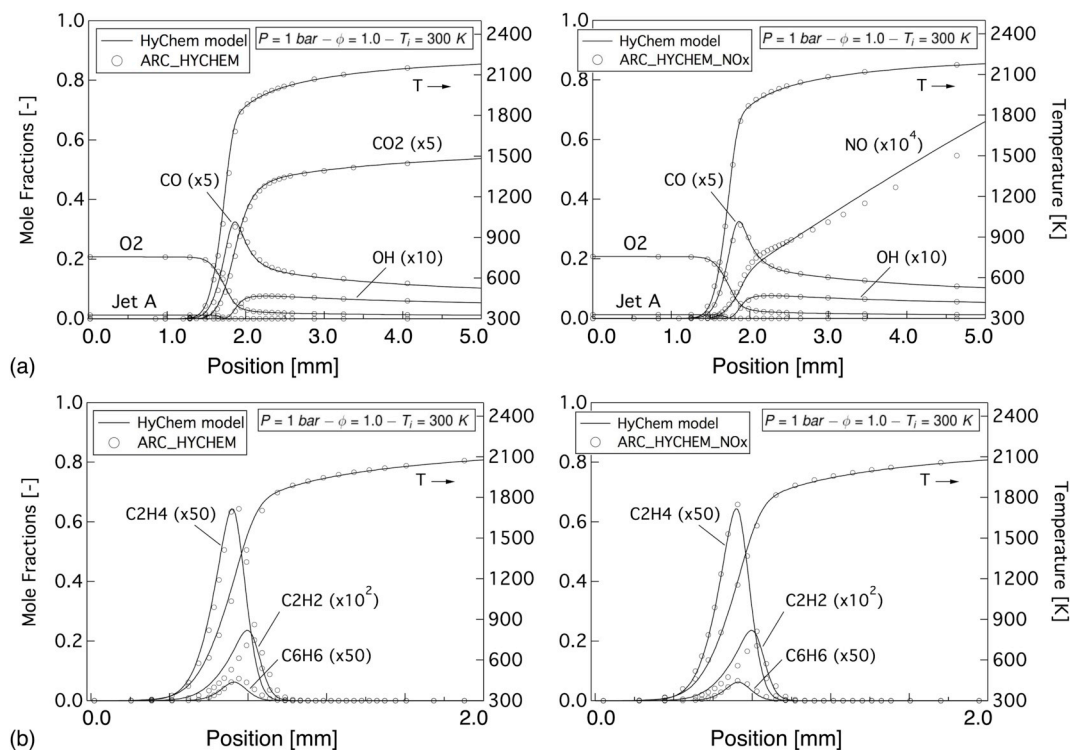 1.0
0.8
0.6
0.4
0.2
0.0
Mole Fractions [-]
HyChem model
ARC_HYCHEM
P = 1 bar – ϕ = 1.0 – Tᵢ = 300 K
T
CO2 (x5)
CO (x5)
O2
OH (x10)
Jet A
2400
2100
1800
1500
1200
900
600
300
0.0 1.0 2.0 3.0 4.0 5.0
Position [mm]
HyChem model
ARC_HYCHEM_NOx
P = 1 bar – ϕ = 1.0 – Tᵢ = 300 K
1.0
0.8
0.6
0.4
0.2
0.0
T
NO (x10⁴)
CO (x5)
O2
OH (x10)
Jet A
2400
2100
1800
1500
1200
900
600
300
Temperature [K]
0.0 1.0 2.0 3.0 4.0 5.0
Position [mm]
(a)
1.0
0.8
0.6
0.4
0.2
0.0
Mole Fractions [-]
HyChem model
ARC_HYCHEM
P = 1 bar – ϕ = 1.0 – Tᵢ = 300 K
T
C2H4 (x50)
C2H2 (x10²)
C6H6 (x50)
2400
2100
1800
1500
1200
900
600
300
0.0 1.0 2.0
Position [mm]
1.0
0.8
0.6
0.4
0.2
0.0
HyChem model
ARC_HYCHEM_NOx
P = 1 bar – ϕ = 1.0 – Tᵢ = 300 K
T
C2H4 (x50)
C2H2 (x10²)
C6H6 (x50)
2400
2100
1800
1500
1200
900
600
300
Temperature [K]
0.0 1.0 2.0
Position [mm]
(b)